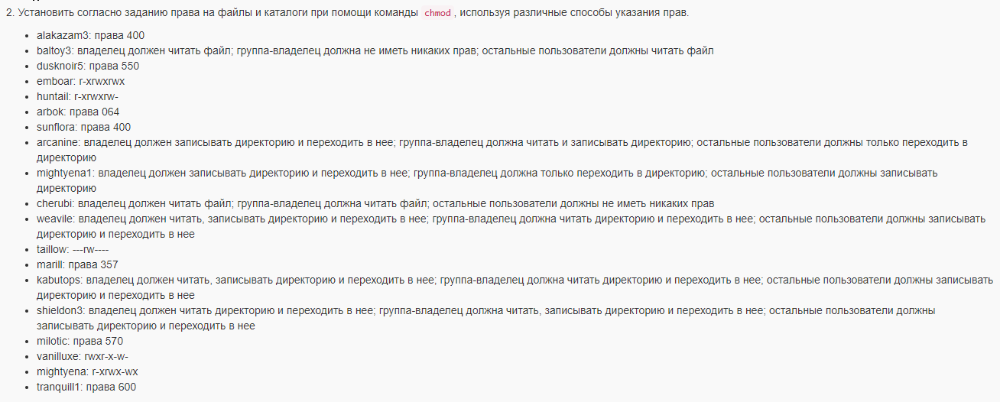 2. Установить согласно заданию права на файлы и каталоги при помощи команды chmod, используя различные способы указания прав.
• alakazam3: права 400
• baltoy3: владелец должен читать файл; группа-владелец должна не иметь никаких прав; остальные пользователи должны читать файл
• dusknoir5: права 550
• emboar: r-xrwxrwx
• huntail: r-xrwxrw-
• arbok: права 064
• sunflora: права 400
• arcanine: владелец должен записывать директорию и переходить в нее; группа-владелец должна читать и записывать директорию; остальные пользователи должны только переходить в
директорию
• mightyena1: владелец должен записывать директорию и переходить в нее; группа-владелец должна только переходить в директорию; остальные пользователи должны записывать
директорию
• cherubi: владелец должен читать файл; группа-владелец должна читать файл; остальные пользователи должны не иметь никаких прав
• weavile: владелец должен читать, записывать директорию и переходить в нее; группа-владелец должна читать директорию и переходить в нее; остальные пользователи должны записывать
директорию и переходить в нее
• taillow: ---rw----
• marill: права 357
• kabutops: владелец должен читать, записывать директорию и переходить в нее; группа-владелец должна читать директорию и переходить в нее; остальные пользователи должны записывать
директорию и переходить в нее
• shieldon3: владелец должен читать директорию и переходить в нее; группа-владелец должна читать, записывать директорию и переходить в нее; остальные пользователи должны
записывать директорию и переходить в нее
• milotic: права 570
• vanilluxe: rwxr-x-w-
• mightyena: r-xrwx-wx
• tranquill1: права 600